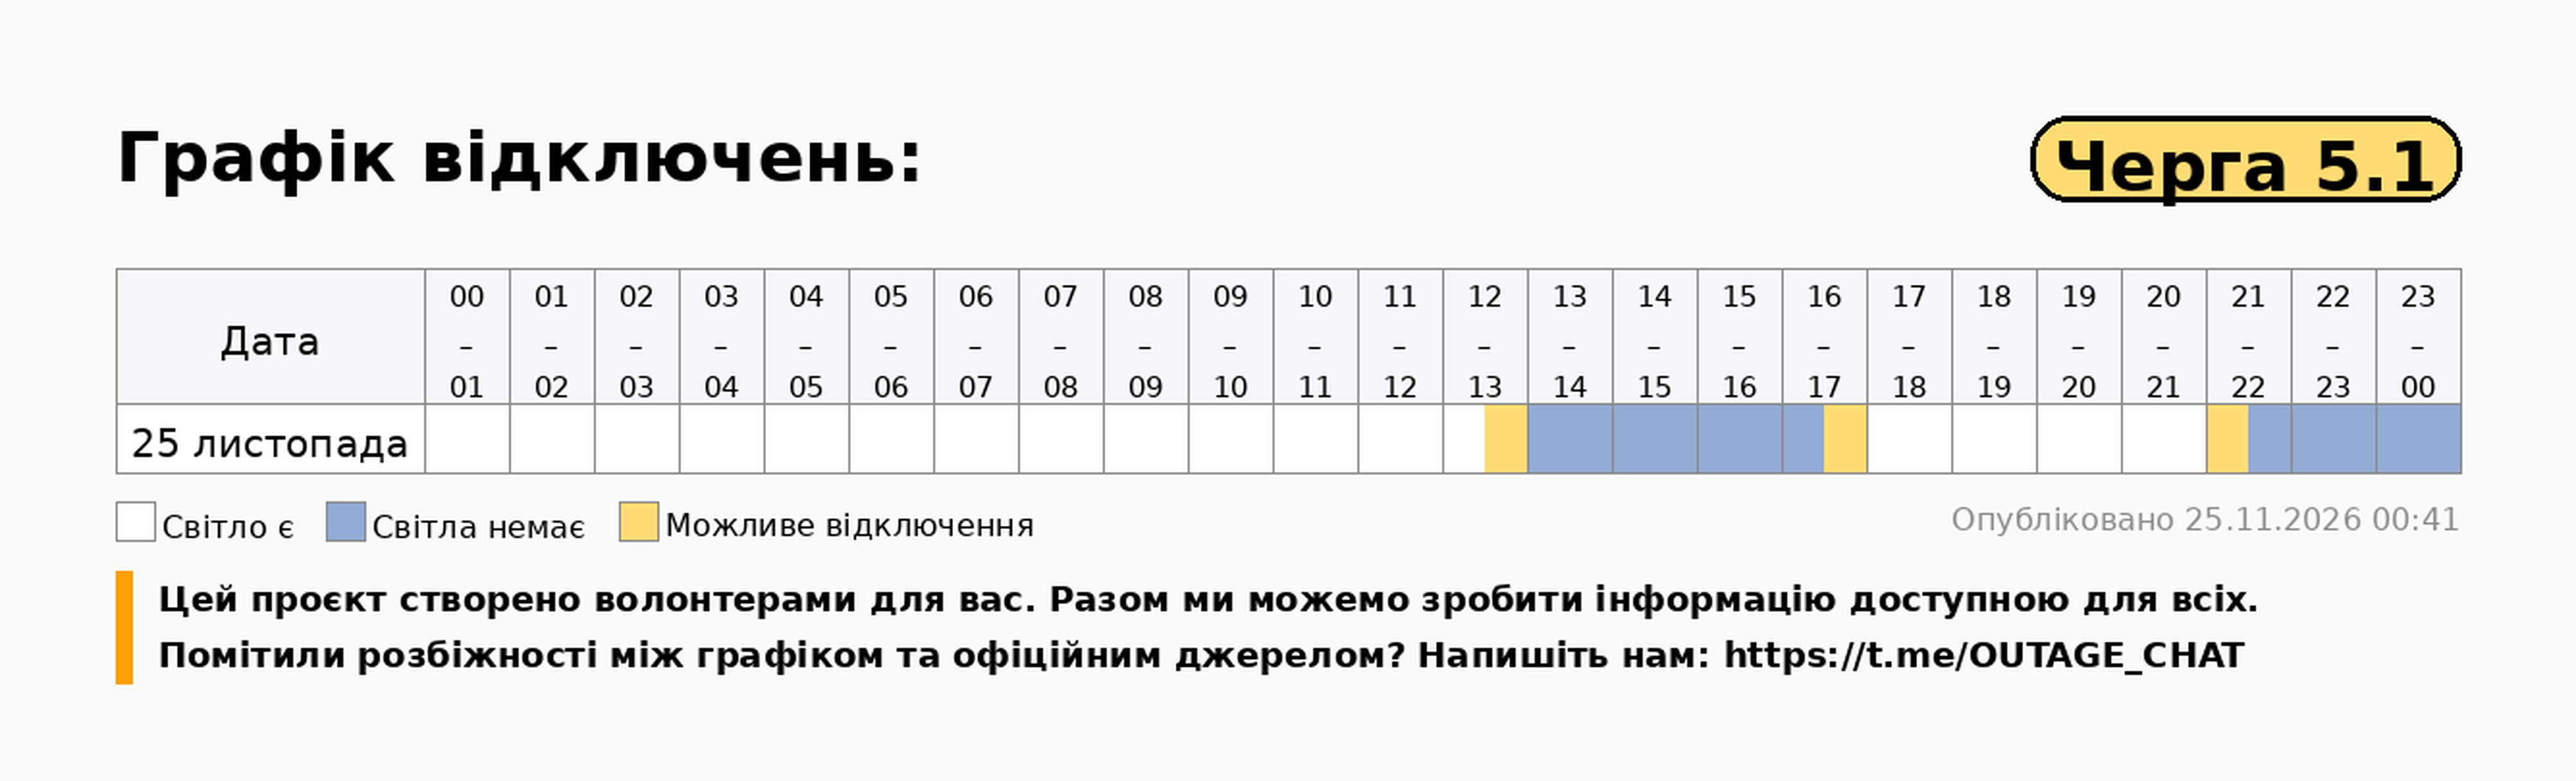 Графік відключень:
Черга 5.1
Дата
00 – 01
01 – 02
02 – 03
03 – 04
04 – 05
05 – 06
06 – 07
07 – 08
08 – 09
09 – 10
10 – 11
11 – 12
12 – 13
13 – 14
14 – 15
15 – 16
16 – 17
17 – 18
18 – 19
19 – 20
20 – 21
21 – 22
22 – 23
23 – 00
25 листопада
Світло є
Світла немає
Можливе відключення
Опубліковано 25.11.2026 00:41
Цей проєкт створено волонтерами для вас. Разом ми можемо зробити інформацію доступною для всіх.
Помітили розбіжності між графіком та офіційним джерелом? Напишіть нам: https://t.me/OUTAGE_CHAT